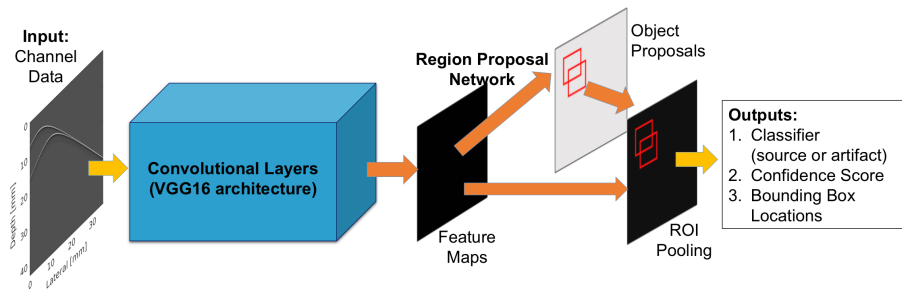 Input:
Channel
Data
0
10
20
30
40
Depth [mm]
0
10
20
30
Lateral [mm]
Convolutional Layers
(VGG16 architecture)
Region Proposal
Network
Feature
Maps
Object
Proposals
ROI
Pooling
Outputs:
1. Classifier
(source or artifact)
2. Confidence Score
3. Bounding Box
Locations